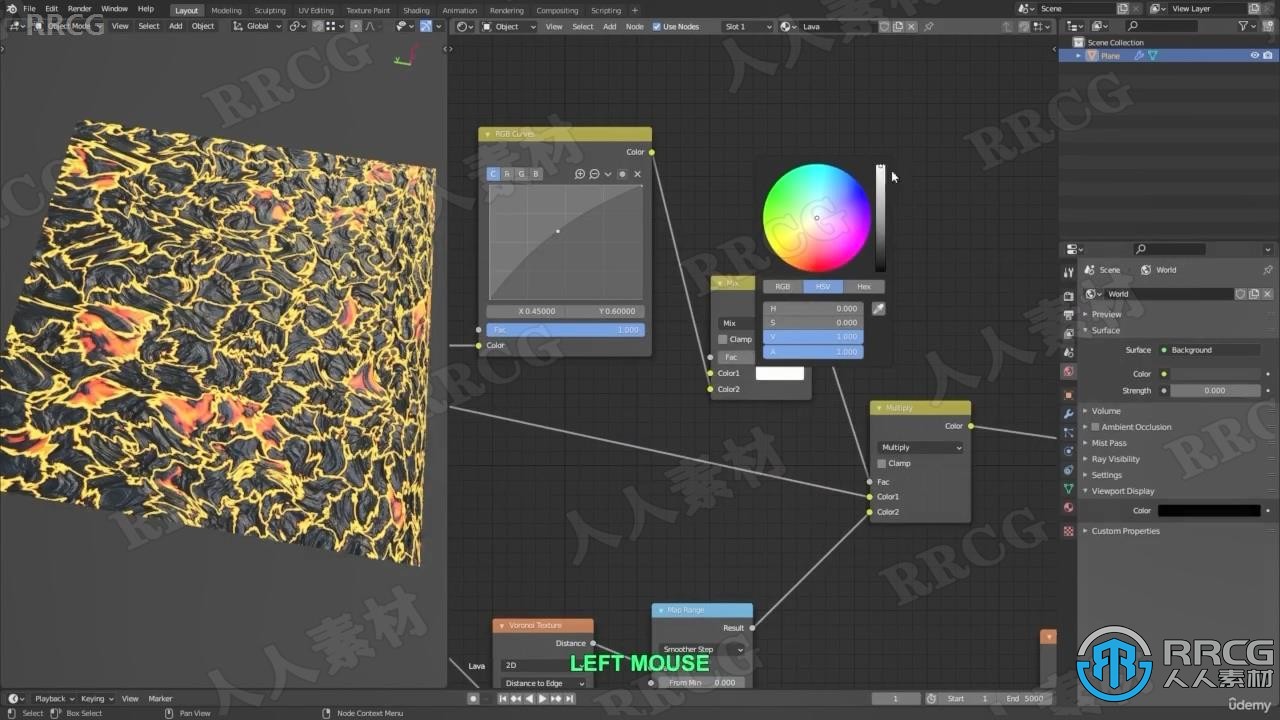 File Edit Render Window Help
Layout Modeling Sculpting UV Editing Texture Paint Shading Animation Rendering Compositing Scripting +
Scene
View Layer
RRCG
Object Mode
View Select Add Object
Global
Object
View Select Add Node
Use Nodes
Slot 1
Lava
Scene Collection
Plane
RGB Curves
Color
C R G B
X 0.45000 Y 0.60000
Fac 1.000
Color
Mix
Mix
Clamp
Fac
Color1
Color2
RGB HSV Hex
H 0.000
S 0.000
V 1.000
A 1.000
Multiply
Color
Multiply
Clamp
Fac
Color1
Color2
Scene
World
World
Preview
Surface
Surface Background
Color
Strength 0.000
Volume
Ambient Occlusion
Mist Pass
Ray Visibility
Settings
Viewport Display
Color
Custom Properties
Voronoi Texture
Distance
2D
Distance to Edge
Map Range
Result
Smoother Step
From Min 0.000
Lava
LEFT MOUSE
Playback Keying View Marker
1
Start 1
End 5000
Select
Box Select
Pan View
Node Context Menu
RRCG
人人素材
Udemy
RRCG
人人素材